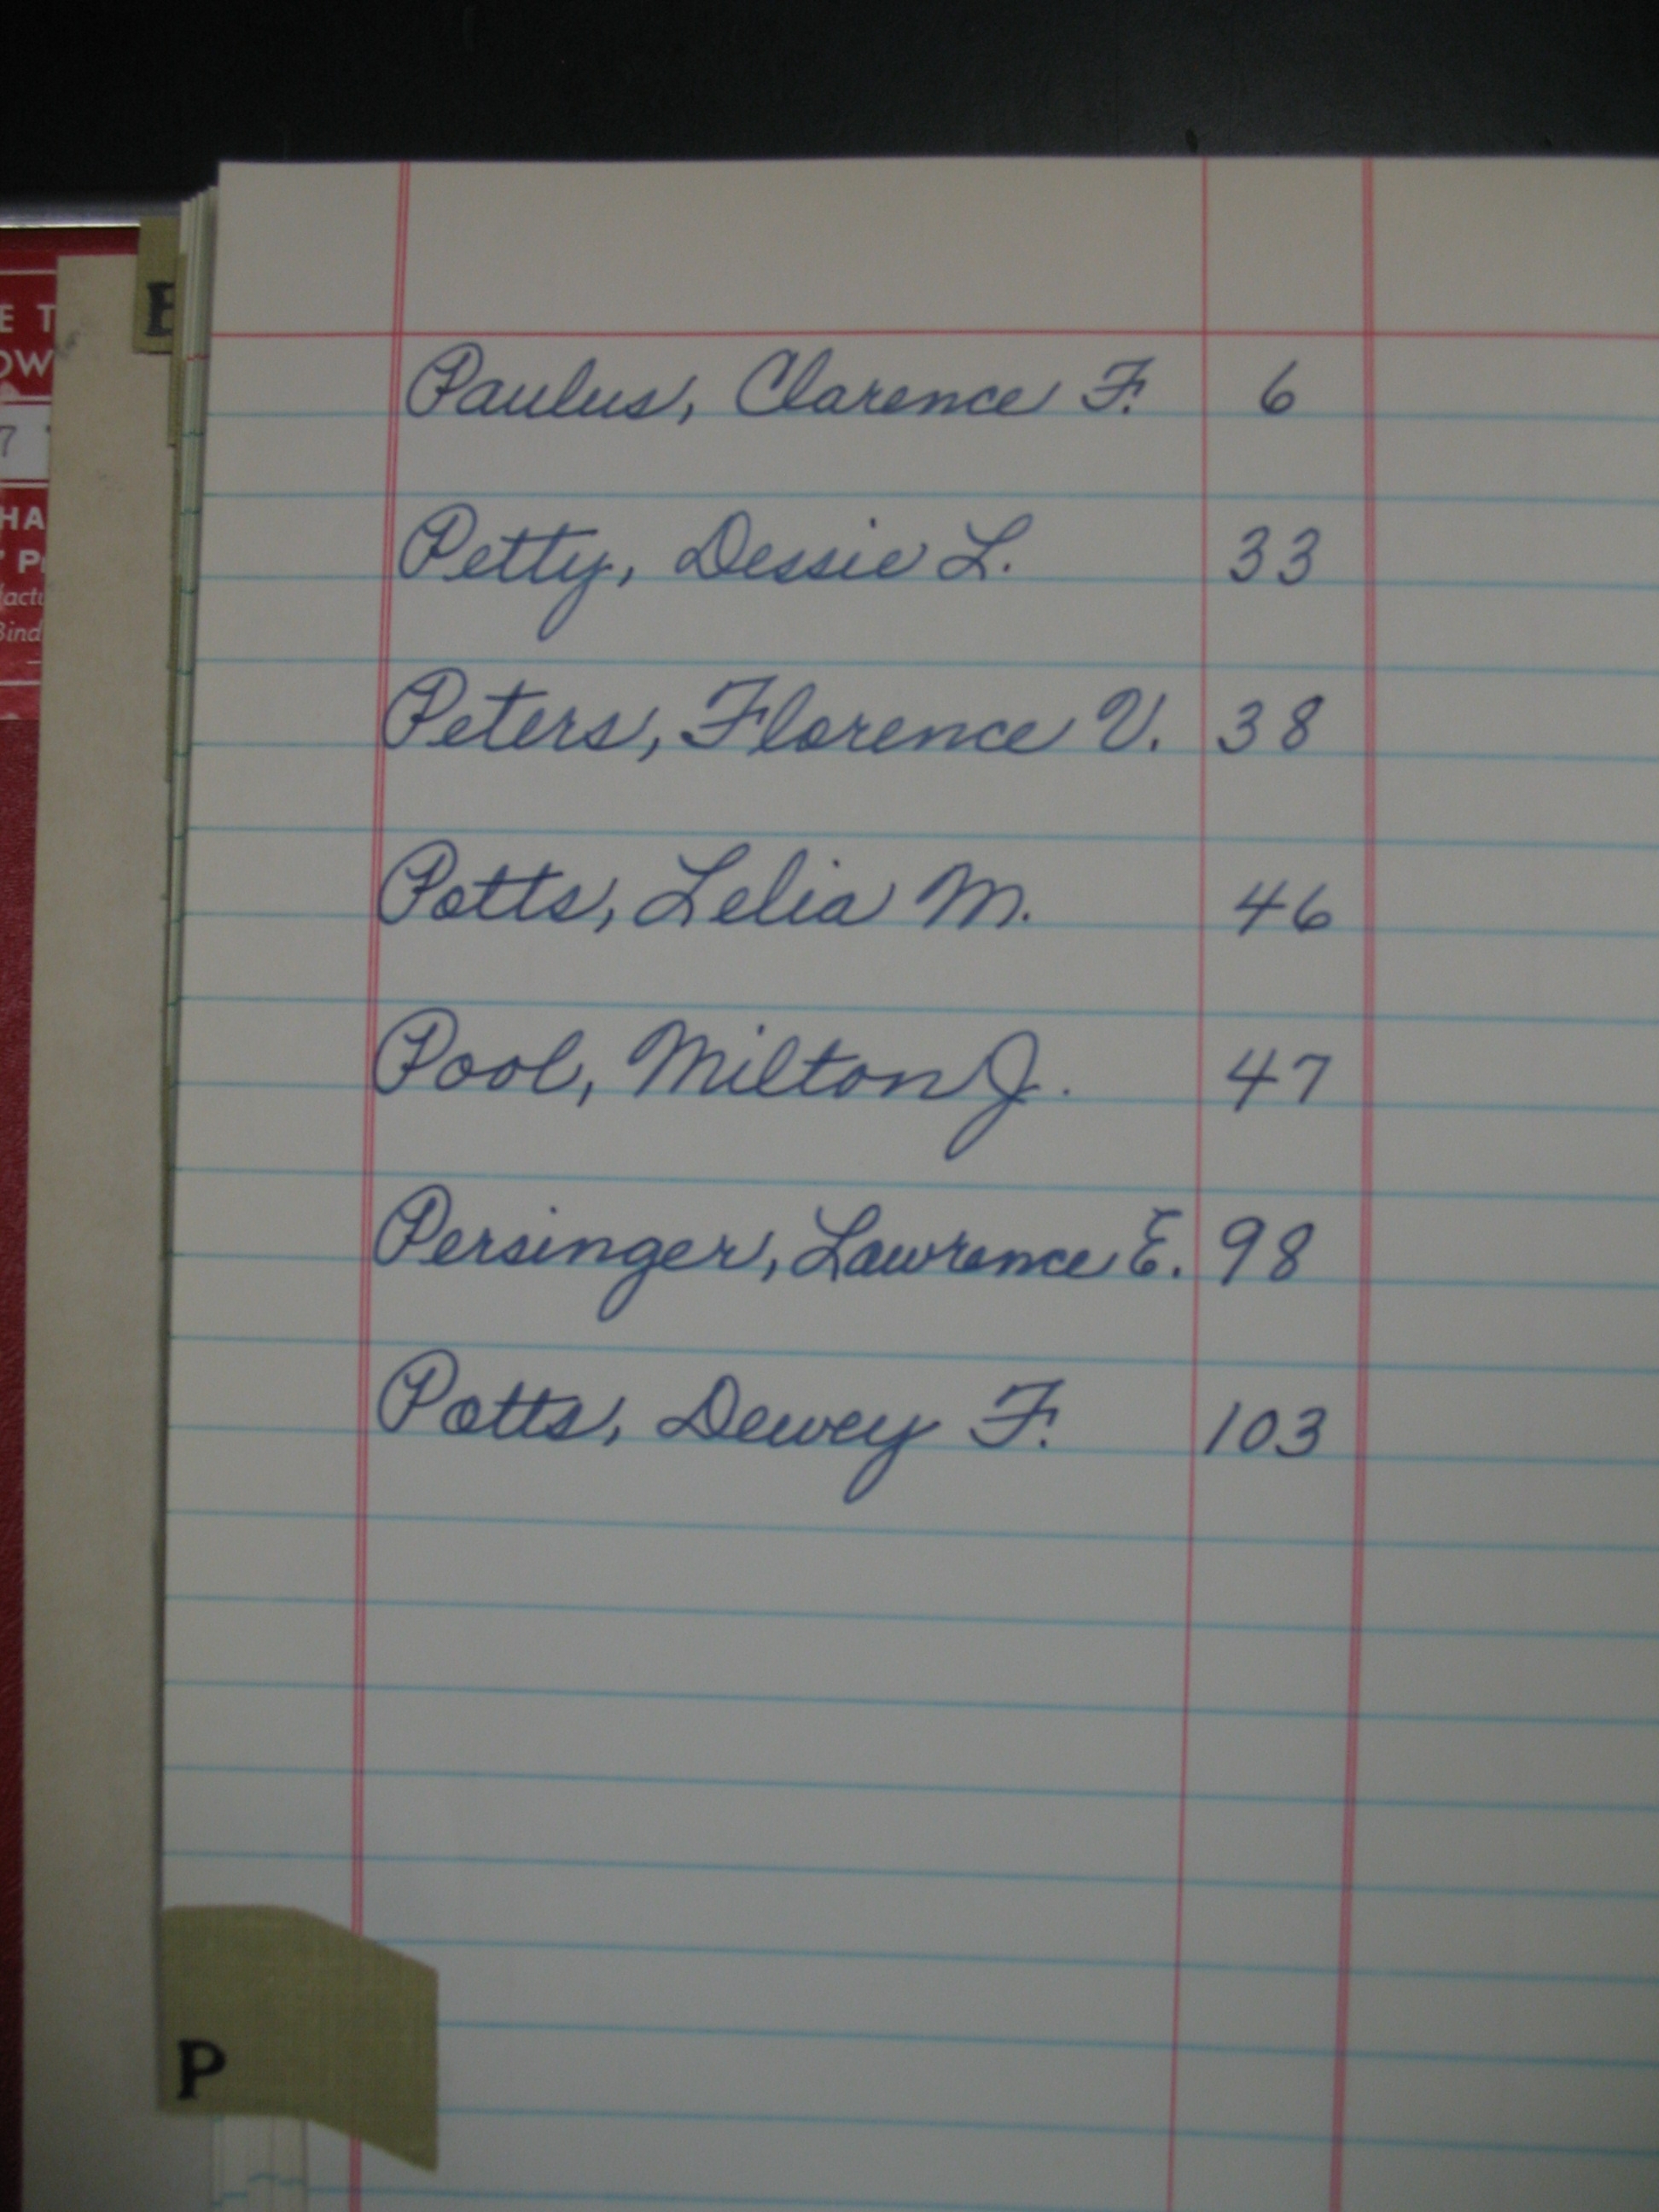 E T
OW
7
HA
P
Bind
E
Paulus, Clarence F. 6
Petty, Dessie L. 33
Peters, Florence V. 38
Potts, Lelia M. 46
Pool, Milton J. 47
Persinger, Lawrence E. 98
Potts, Dewey F. 103
P